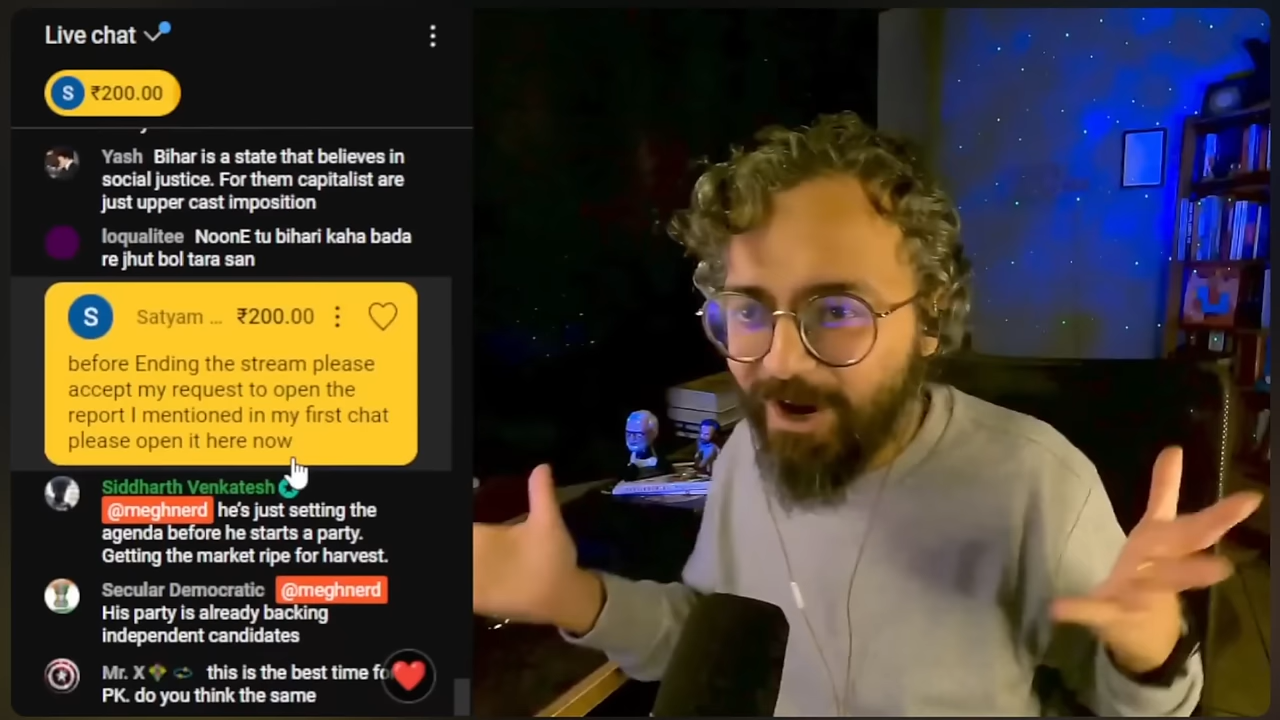 Live chat
S ₹200.00
Yash Bihar is a state that believes in
social justice. For them capitalist are
just upper cast imposition
loqualitee NoonE tu bihari kaha bada
re jhut bol tara san
S Satyam ... ₹200.00
before Ending the stream please
accept my request to open the
report I mentioned in my first chat
please open it here now
Siddharth Venkatesh
@meghnerd he's just setting the
agenda before he starts a party.
Getting the market ripe for harvest.
Secular Democratic @meghnerd
His party is already backing
independent candidates
Mr. X this is the best time
PK. do you think the same